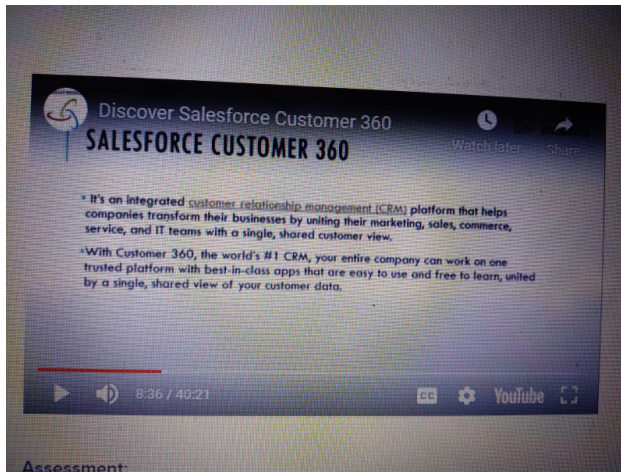 Discover Salesforce Customer 360
Watch later
Share
SALESFORCE CUSTOMER 360
• It's an integrated customer relationship management (CRM) platform that helps
companies transform their businesses by uniting their marketing, sales, commerce,
service, and IT teams with a single, shared customer view.
•With Customer 360, the world's #1 CRM, your entire company can work on one
trusted platform with best-in-class apps that are easy to use and free to learn, united
by a single, shared view of your customer data.
8:36 / 40:21
CC
YouTube
Assessment: